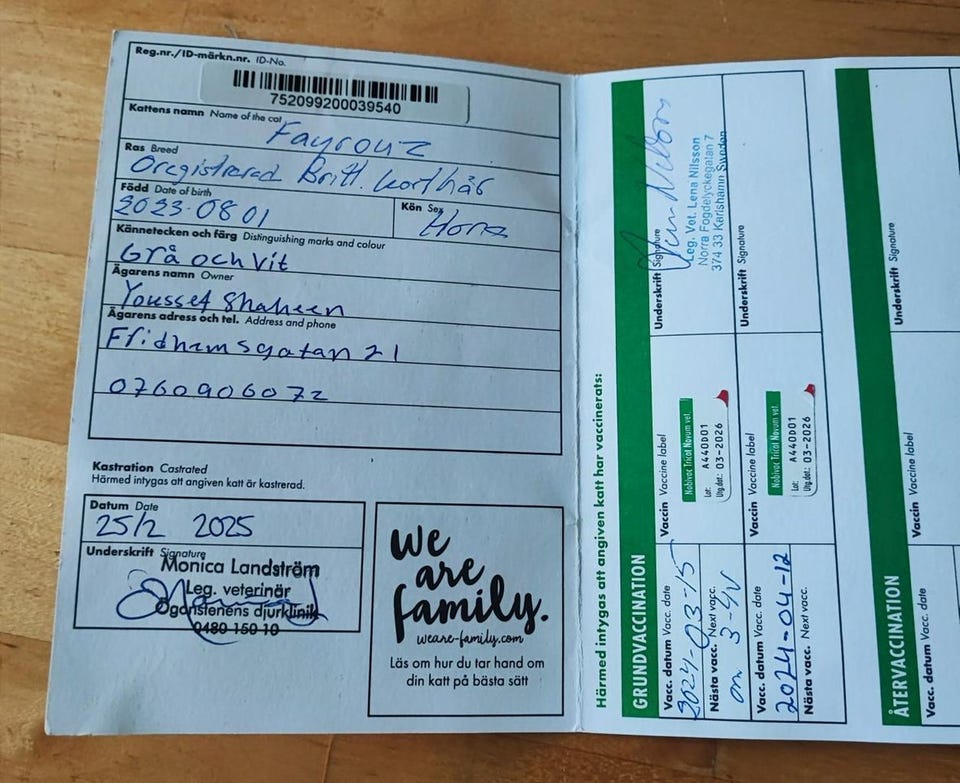 Reg.nr./ID-märkn.nr. ID-No.
752099200039540
Kattens namn Name of the cat
Fayrouz
Ras Breed
Oregistrerad Britt. korthår
Född Date of birth
2023-08 01
Kön Sex
Hona
Kännetecken och färg Distinguishing marks and colour
Grå och vit
Ägarens namn Owner
Youssef Shaheen
Ägarens adress och tel. Address and phone
Fridhemsgatan 21
0760906072
Kastration Castrated
Härmed intygas att angiven katt är kastrerad.
Datum Date
25/2 2025
Underskrift Signature
Monica Landström
Leg. veterinär
djurklinik
0480 150 10
we
are
family.
weare-family.com
Läs om hur du tar hand om
din katt på bästa sätt
Härmed intygas att angiven katt har vaccinerats:
GRUNDVACCINATION
Vacc. datum Vacc. date
2024-03-15
Nästa vacc. Next vacc.
om 3-4v
Vaccin Vaccine label
Nobivac Tricat Novum vet.
Lot: A440D01
Utg.dat.: 03-2026
Underskrift Signature
Leg. Vet. Lena Nilsson
Norra Fogdelyckegatan 7
374 33 Karlshamn Sweden
Vacc. datum Vacc. date
2024-04-12
Nästa vacc. Next vacc.
Vaccin Vaccine label
Nobivac Tricat Novum vet.
Lot: A440D01
Utg.dat.: 03-2026
Underskrift Signature
ÅTERVACCINATION
Vacc. datum Vacc. date
Vaccin Vaccine label
Underskrift Signature